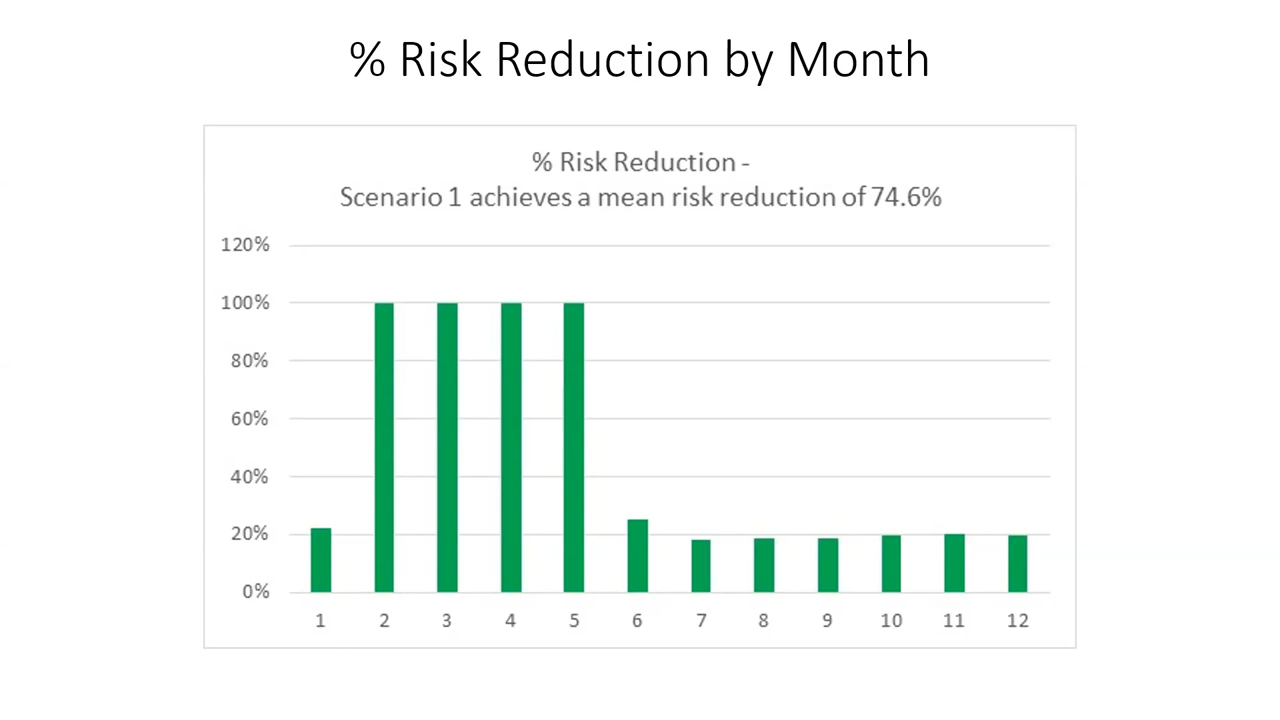 % Risk Reduction by Month
% Risk Reduction -
Scenario 1 achieves a mean risk reduction of 74.6%
120%
100%
80%
60%
40%
20%
0%
1 2 3 4 5 6 7 8 9 10 11 12